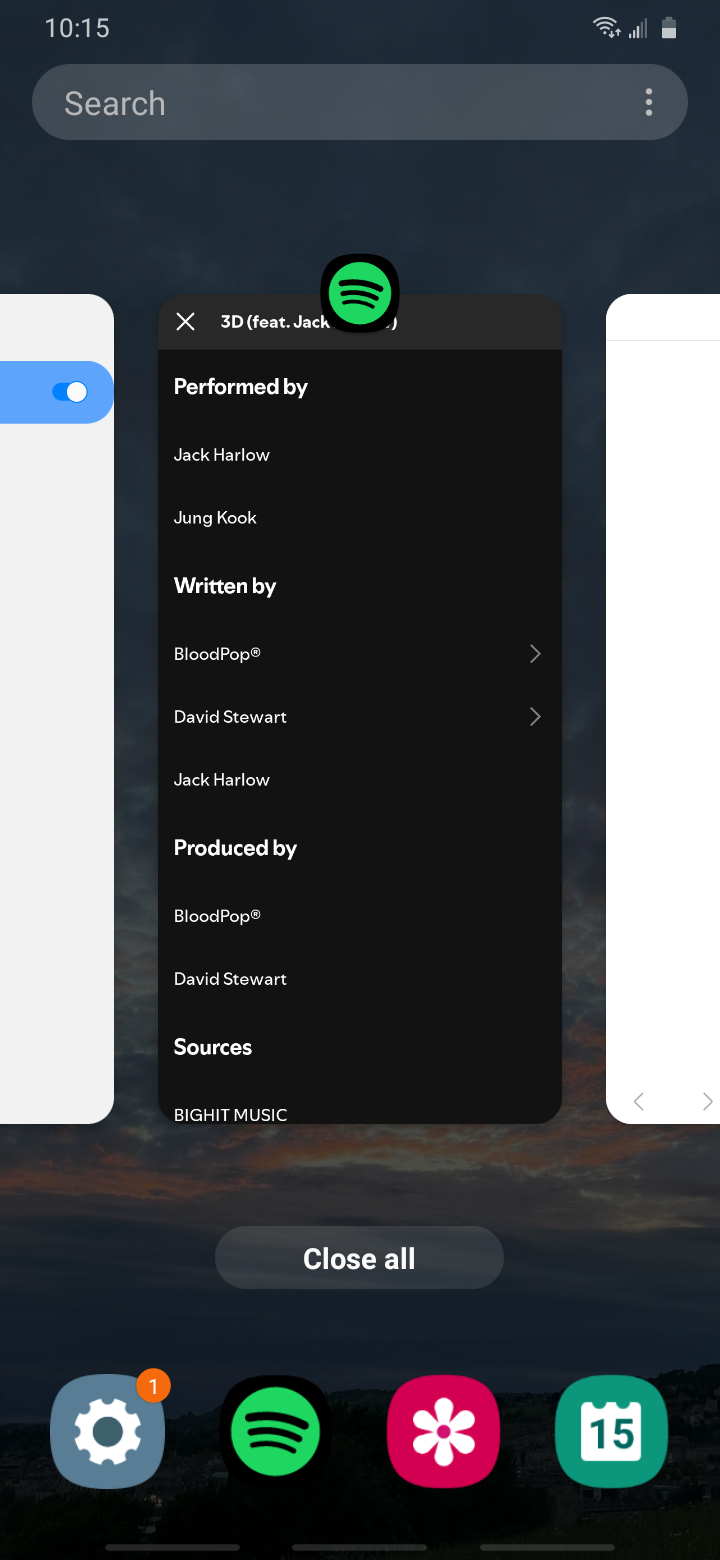 10:15
Search
3D (feat. Jack
)
Performed by
Jack Harlow
Jung Kook
Written by
BloodPop®
David Stewart
Jack Harlow
Produced by
BloodPop®
David Stewart
Sources
BIGHIT MUSIC
Close all
1
15